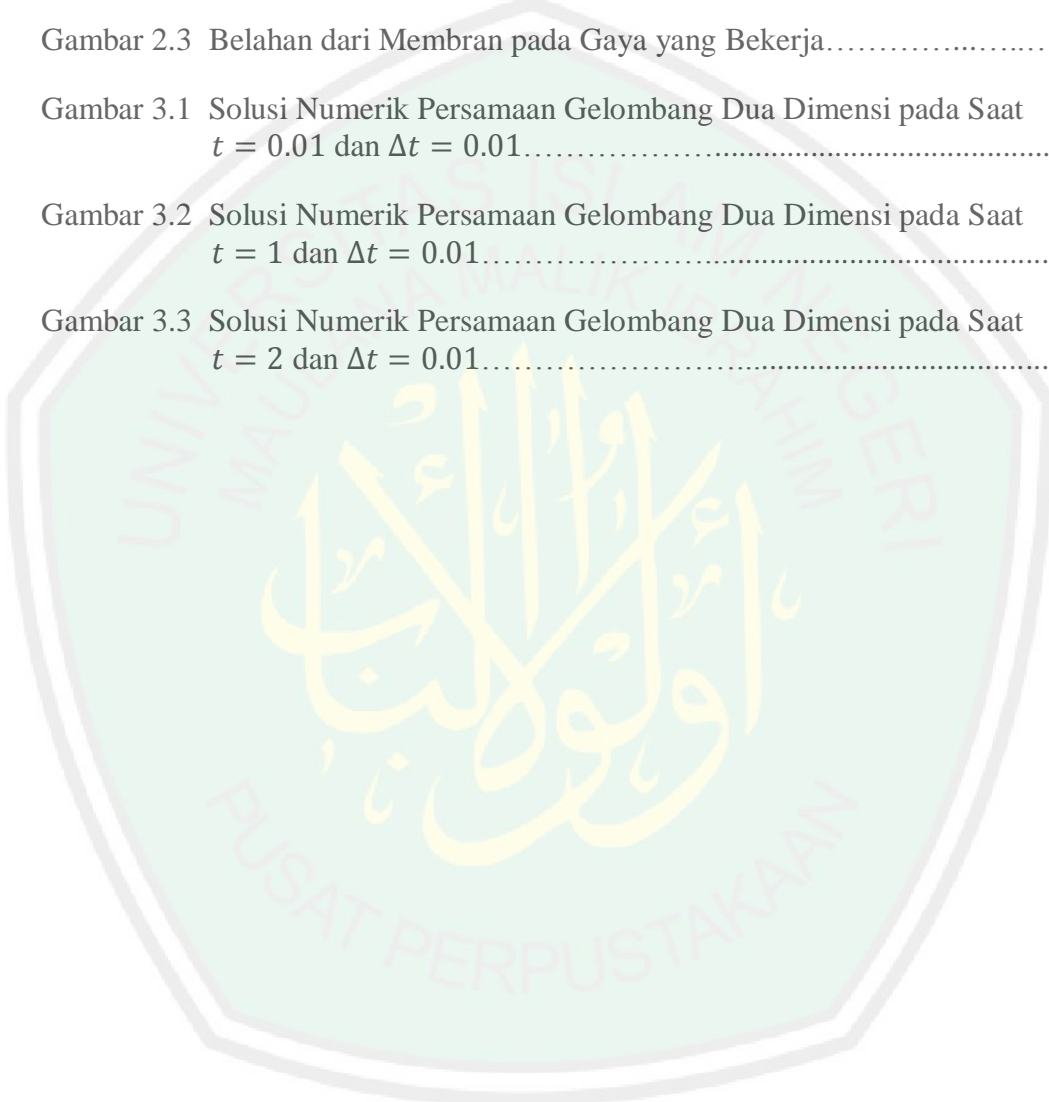 Gambar 2.3 Belahan dari Membran pada Gaya yang Bekerja…………...…..…
Gambar 3.1 Solusi Numerik Persamaan Gelombang Dua Dimensi pada Saat
t = 0.01 dan Δt = 0.01………………......................................
Gambar 3.2 Solusi Numerik Persamaan Gelombang Dua Dimensi pada Saat
t = 1 dan Δt = 0.01…………………......................................
Gambar 3.3 Solusi Numerik Persamaan Gelombang Dua Dimensi pada Saat
t = 2 dan Δt = 0.01……………………...................................
UNIVERSITAS ISLAM NEGERI
MAULANA MALIK IBRAHIM
أولوا الألباب
PUSAT PERPUSTAKAAN